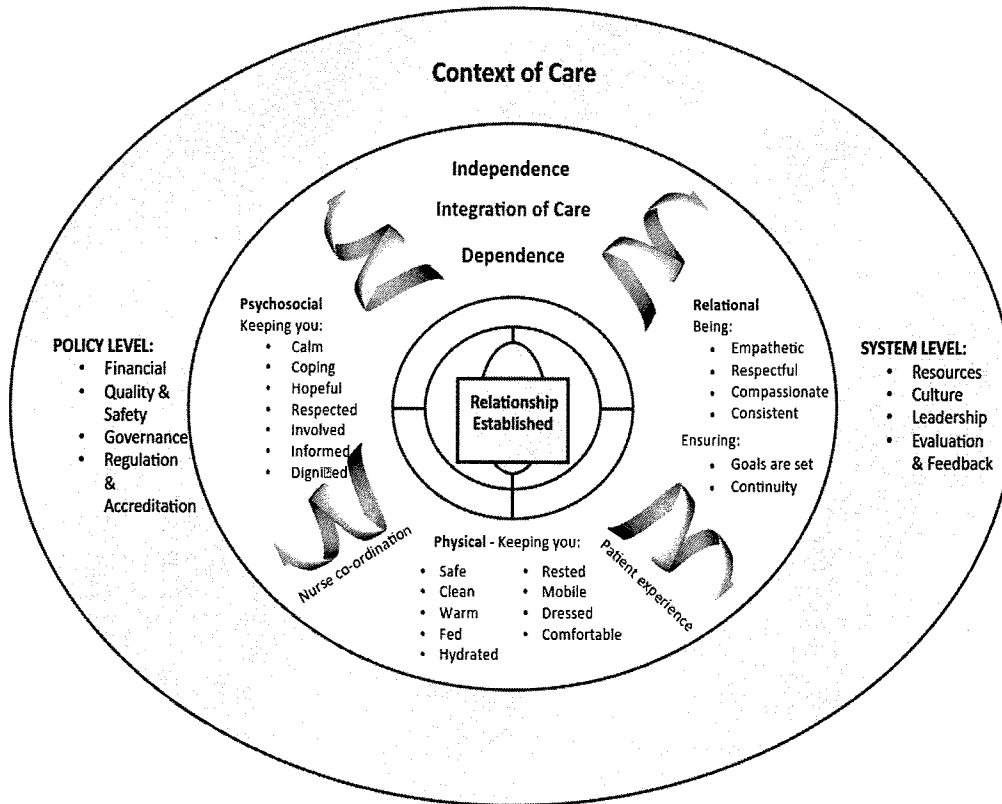 Context of Care
Independence
Integration of Care
Dependence
Psychosocial
Keeping you:
• Calm
• Coping
• Hopeful
• Respected
• Involved
• Informed
• Digni⍰ed
Relational
Being:
• Empathetic
• Respectful
• Compassionate
• Consistent
Ensuring:
• Goals are set
• Continuity
POLICY LEVEL:
• Financial
• Quality &
Safety
• Governance
• Regulation
&
Accreditation
SYSTEM LEVEL:
• Resources
• Culture
• Leadership
• Evaluation
& Feedback
Relationship
Established
Nurse co-ordination
Physical - Keeping you:
• Safe
• Clean
• Warm
• Fed
• Hydrated
• Rested
• Mobile
• Dressed
• Comfortable
Patient experience